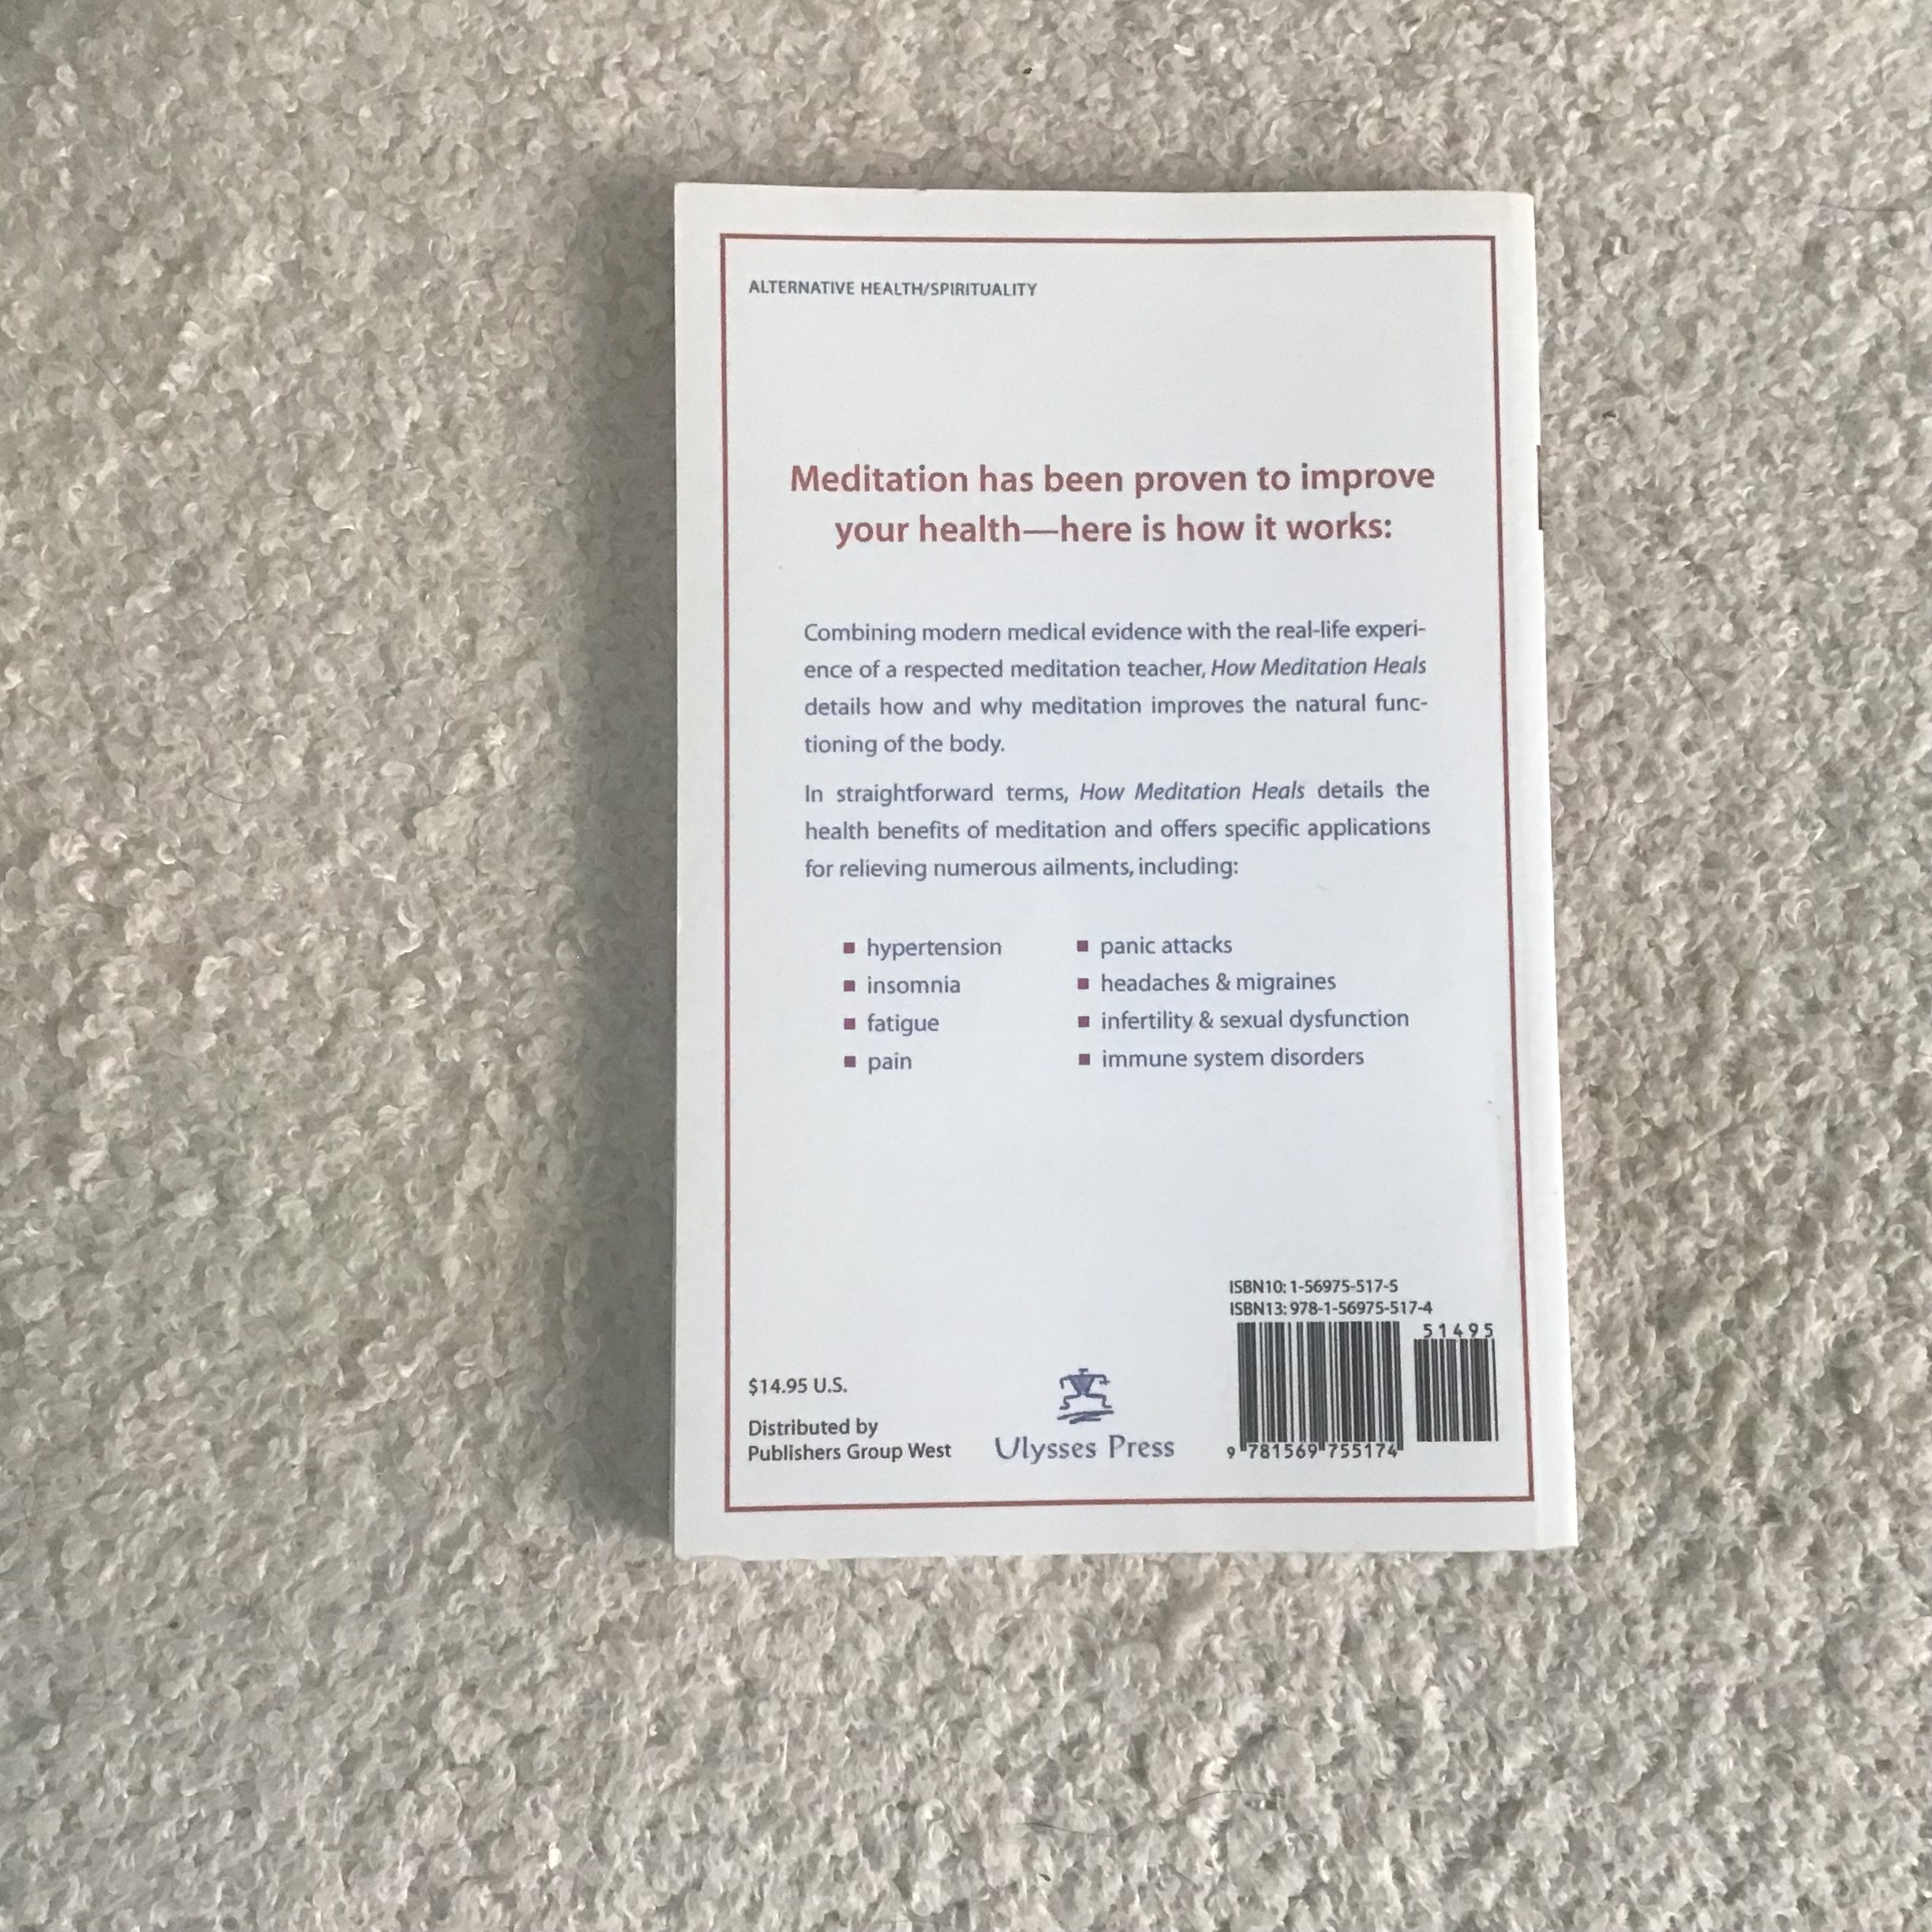 ALTERNATIVE HEALTH/SPIRITUALITY
Meditation has been proven to improve
your health—here is how it works:
Combining modern medical evidence with the real-life experi-
ence of a respected meditation teacher, How Meditation Heals
details how and why meditation improves the natural func-
tioning of the body.
In straightforward terms, How Meditation Heals details the
health benefits of meditation and offers specific applications
for relieving numerous ailments, including:
■ hypertension
■ insomnia
■ fatigue
■ pain
■ panic attacks
■ headaches & migraines
■ infertility & sexual dysfunction
■ immune system disorders
$14.95 U.S.
Distributed by
Publishers Group West
Ulysses Press
ISBN10: 1-56975-517-5
ISBN13: 978-1-56975-517-4
51495
9 781569 755174